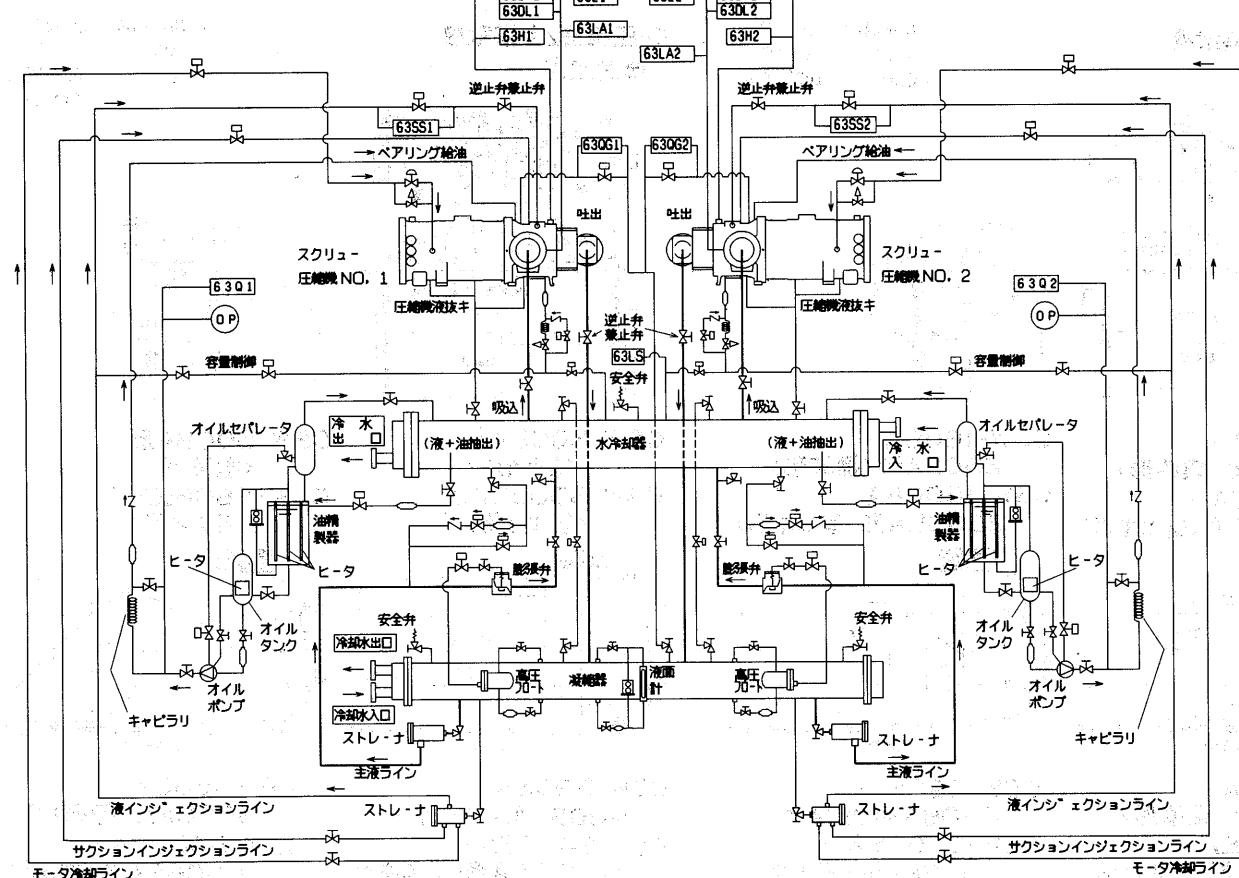 63DL1
63DL2
63H1
63LA1
63H2
63LA2
逆止弁兼止弁
逆止弁兼止弁
63SS1
63SS2
63QG1
63QG2
ベアリング給油
ベアリング給油
吐出
吐出
スクリュー
圧縮機NO. 1
スクリュー
圧縮機NO. 2
63Q1
63Q2
圧縮機液抜キ
圧縮機液抜キ
OP
OP
逆止弁
兼止弁
63LS
容量制御
容量制御
安全弁
吸込
吸込
オイルセパレータ
冷水
出口
(液+油抽出)
水冷却器
(液+油抽出)
冷水
入口
オイルセパレータ
油精
製器
油精
製器
ヒータ
ヒータ
ヒータ
ヒータ
膨張弁
膨張弁
オイル
タンク
オイル
タンク
安全弁
安全弁
冷却水出口
高圧
フロート
凝縮器
液面
計
高圧
フロート
冷却水入口
オイル
ポンプ
オイル
ポンプ
キャピラリ
キャピラリ
ストレーナ
ストレーナ
主液ライン
主液ライン
液インジェクションライン
ストレーナ
ストレーナ
液インジェクションライン
サクションインジェクションライン
サクションインジェクションライン
モータ冷却ライン
モータ冷却ライン